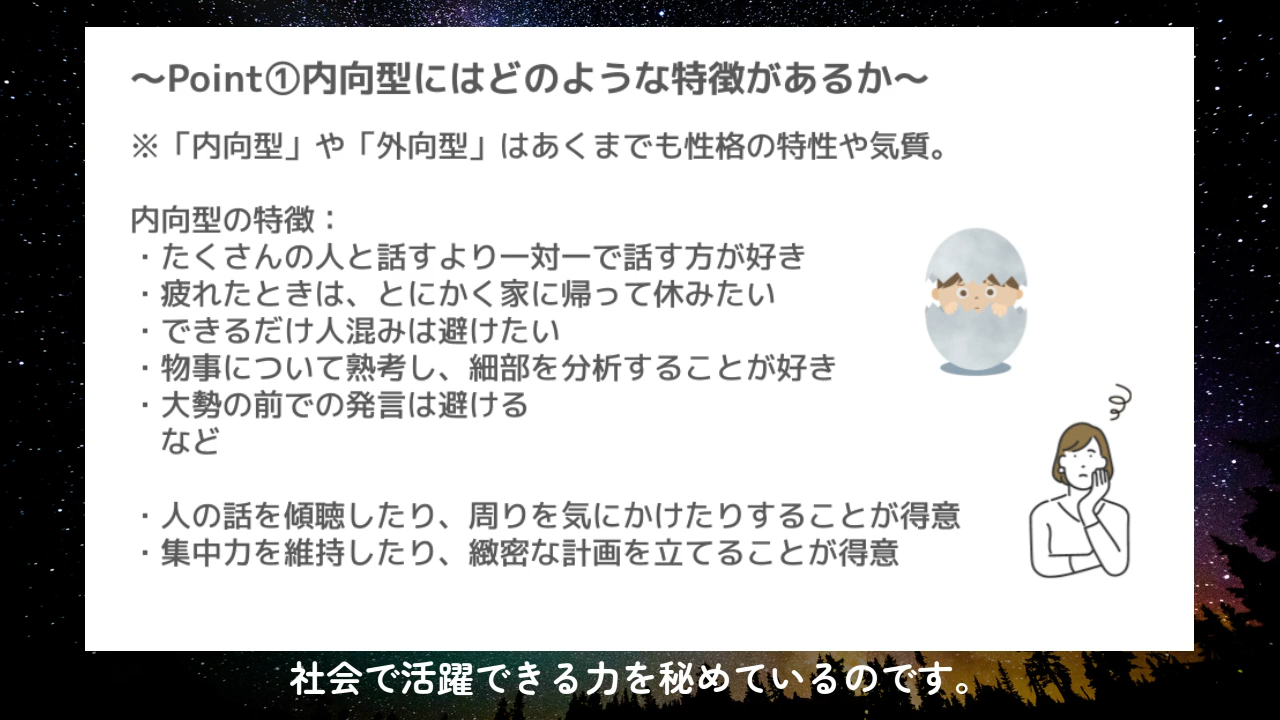 ～Point①内向型にはどのような特徴があるか～
※「内向型」や「外向型」はあくまでも性格の特性や気質。
内向型の特徴：
・たくさんの人と話すより一対一で話す方が好き
・疲れたときは、とにかく家に帰って休みたい
・できるだけ人混みは避けたい
・物事について熟考し、細部を分析することが好き
・大勢の前での発言は避ける
など
・人の話を傾聴したり、周りを気にかけたりすることが得意
・集中力を維持したり、緻密な計画を立てることが得意
社会で活躍できる力を秘めているのです。